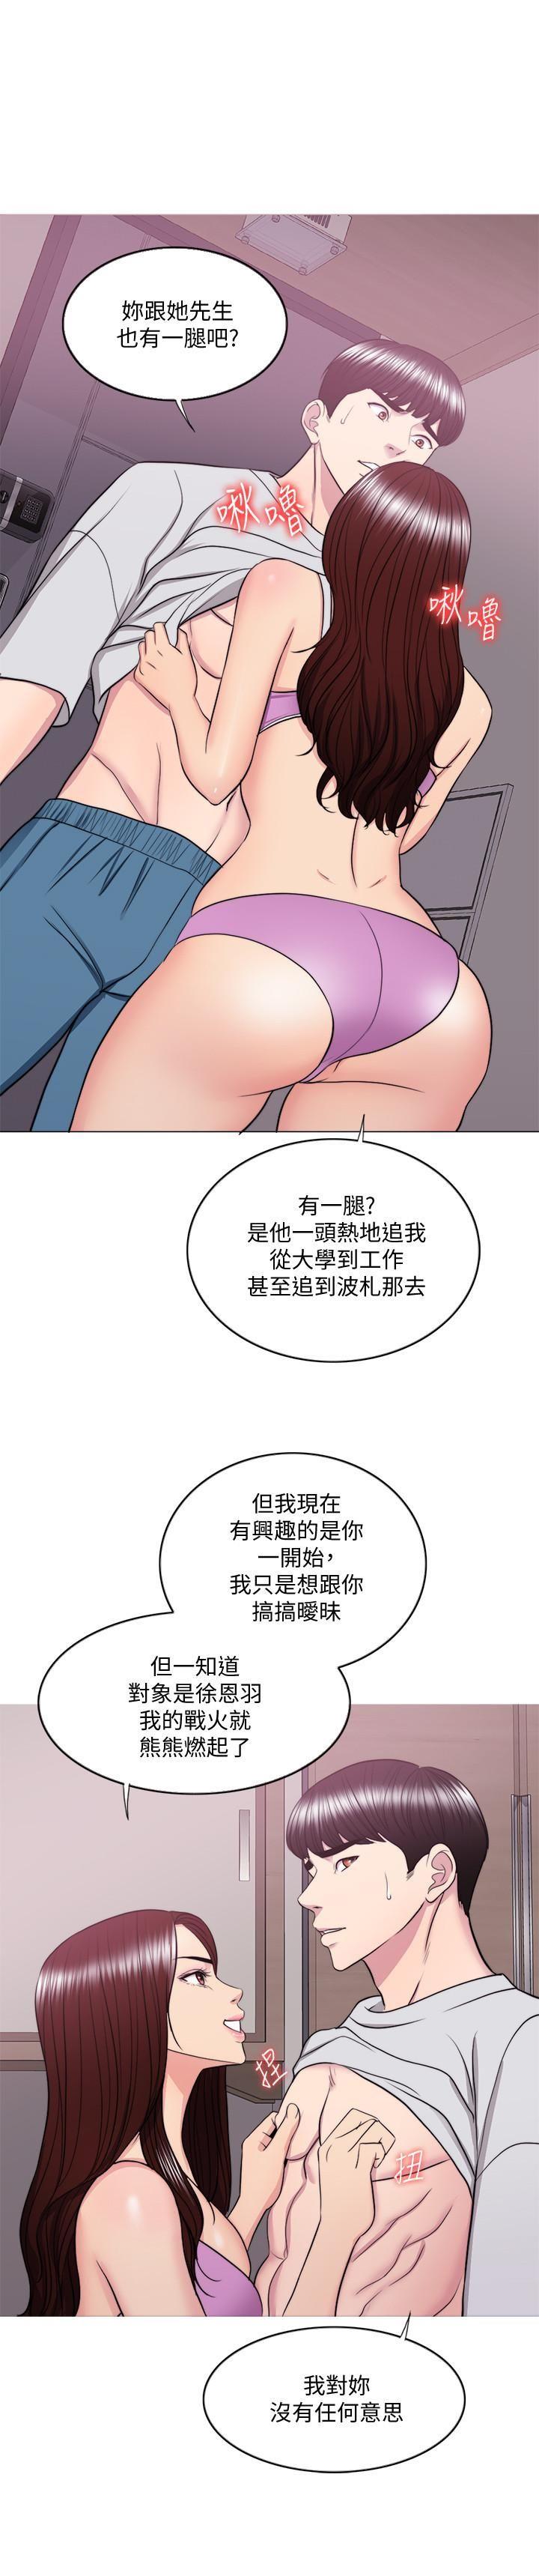 妳跟她先生
也有一腿吧?
啾嚕
啾嚕
有一腿?
是他一頭熱地追我
從大學到工作
甚至追到波札那去
但我現在
有興趣的是你
一開始,
我只是想跟你
搞搞曖昧
但一知道
對象是徐恩羽
我的戰火就
熊熊燃起了
捏
扭
我對妳
沒有任何意思